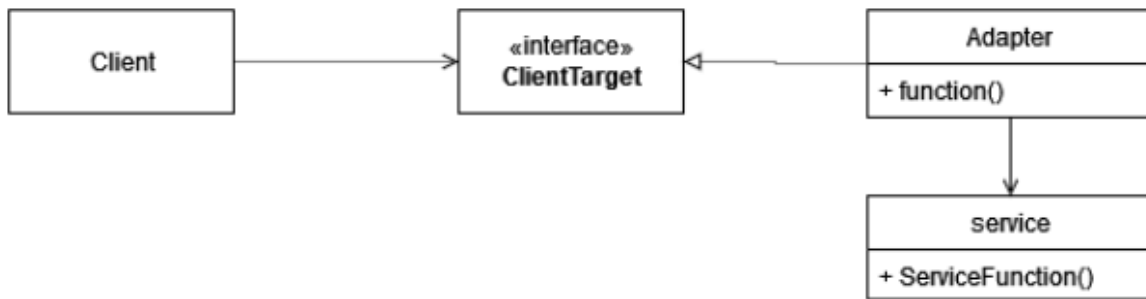 Client
«interface»
ClientTarget
Adapter
+ function()
service
+ ServiceFunction()